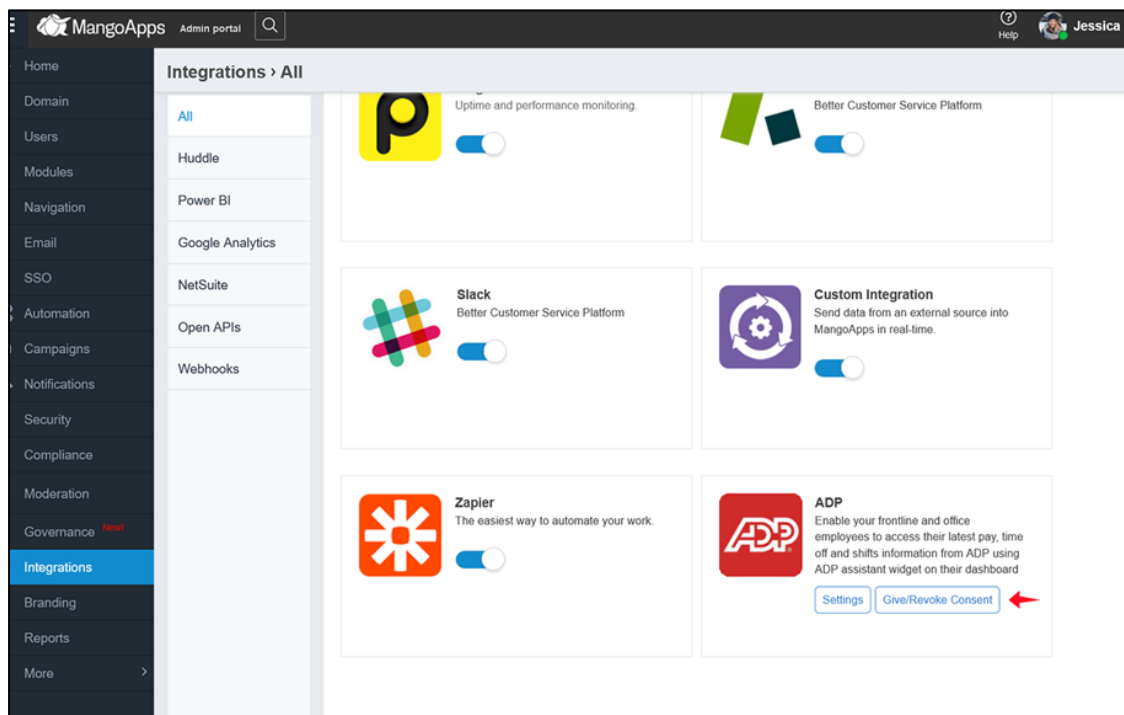 MangoApps Admin portal
Help
Jessica
Home
Domain
Users
Modules
Navigation
Email
SSO
Automation
Campaigns
Notifications
Security
Compliance
Moderation
Governance New!
Integrations
Branding
Reports
More
Integrations › All
All
Huddle
Power BI
Google Analytics
NetSuite
Open APIs
Webhooks
Uptime and performance monitoring.
Better Customer Service Platform
Slack
Better Customer Service Platform
Custom Integration
Send data from an external source into
MangoApps in real-time.
Zapier
The easiest way to automate your work.
ADP
ADP
Enable your frontline and office
employees to access their latest pay, time
off and shifts information from ADP using
ADP assistant widget on their dashboard
Settings
Give/Revoke Consent